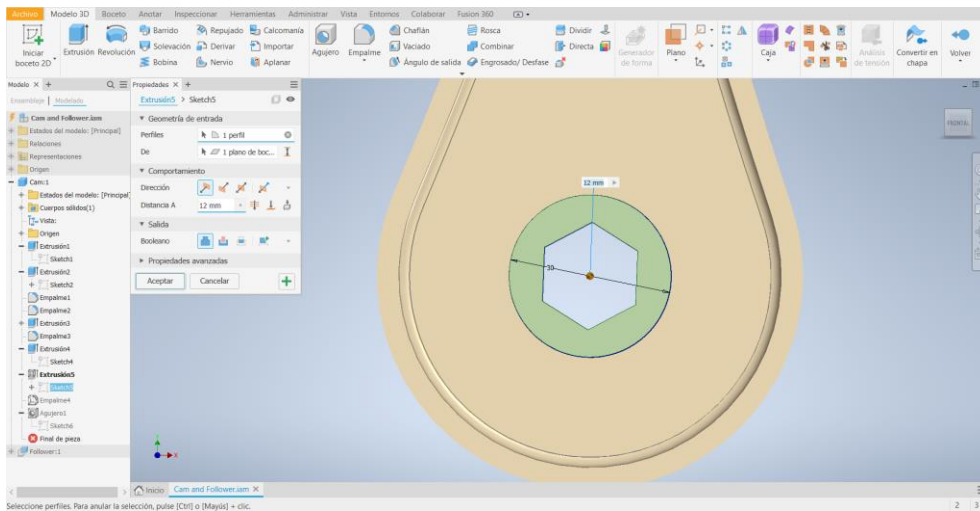 Archivo Modelo 3D Boceto Anotar Inspeccionar Herramientas Administrar Vista Entornos Colaborar Fusion 360
Iniciar boceto 2D
Extrusión
Revolución
Barrido
Solevación
Bobina
Repujado
Derivar
Nervio
Calcomanía
Importar
Aplanar
Agujero
Empalme
Chaflán
Vaciado
Ángulo de salida
Rosca
Combinar
Engrosado/ Desfase
Dividir
Directa
Generador de forma
Plano
Caja
Análisis de tensión
Convertir en chapa
Volver
Modelo × +
Ensamblaje | Modelado
Cam and Follower.iam
Estados del modelo: [Principal]
Relaciones
Representaciones
Origen
Cam:1
Estados del modelo: [Principal]
Cuerpos sólidos(1)
Vista:
Origen
Extrusión1
Sketch1
Extrusión2
Sketch2
Empalme1
Empalme2
Extrusión3
Empalme3
Extrusión4
Sketch4
Extrusión5
Sketch5
Empalme4
Agujero1
Sketch6
Final de pieza
Follower:1
Propiedades × +
Extrusión5 > Sketch5
Geometría de entrada
Perfiles 1 perfil
De 1 plano de boc...
Comportamiento
Dirección
Distancia A 12 mm
Salida
Booleano
Propiedades avanzadas
Aceptar Cancelar
12 mm
30
FRONTAL
Y
X
Inicio Cam and Follower.iam ×
Seleccione perfiles. Para anular la selección, pulse [Ctrl] o [Mayús] + clic.
2 3